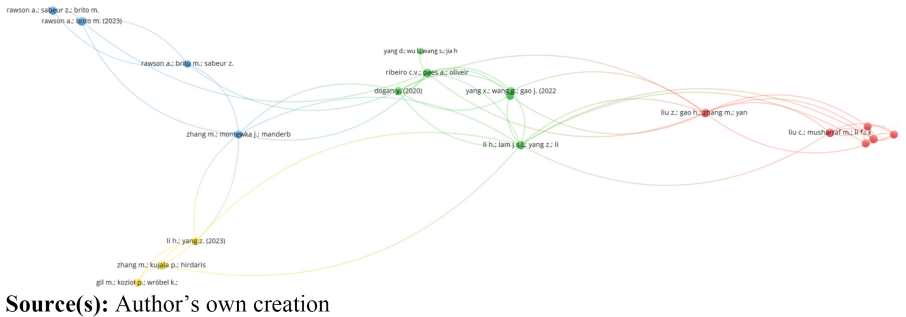 rawson a.; sabeur z.; brito m.
rawson a.; brito m. (2023)
yang d.; wu l.; wang s.; jia h
rawson a.; brito m.; sabeur z.
ribeiro c.v.; paes a.; oliveir
dogan y. (2020)
yang x.; wang g.; gao j. (2022
liu z.; gao h.; zhang m.; yan
zhang m.; montewka j.; manderb
liu c.; musharraf m.; li f.; k
li h.; lam j.s.l.; yang z.; li
li h.; yang z. (2023)
zhang m.; kujala p.; hirdaris
gil m.; kozioł p.; wróbel k.;
Source(s): Author’s own creation